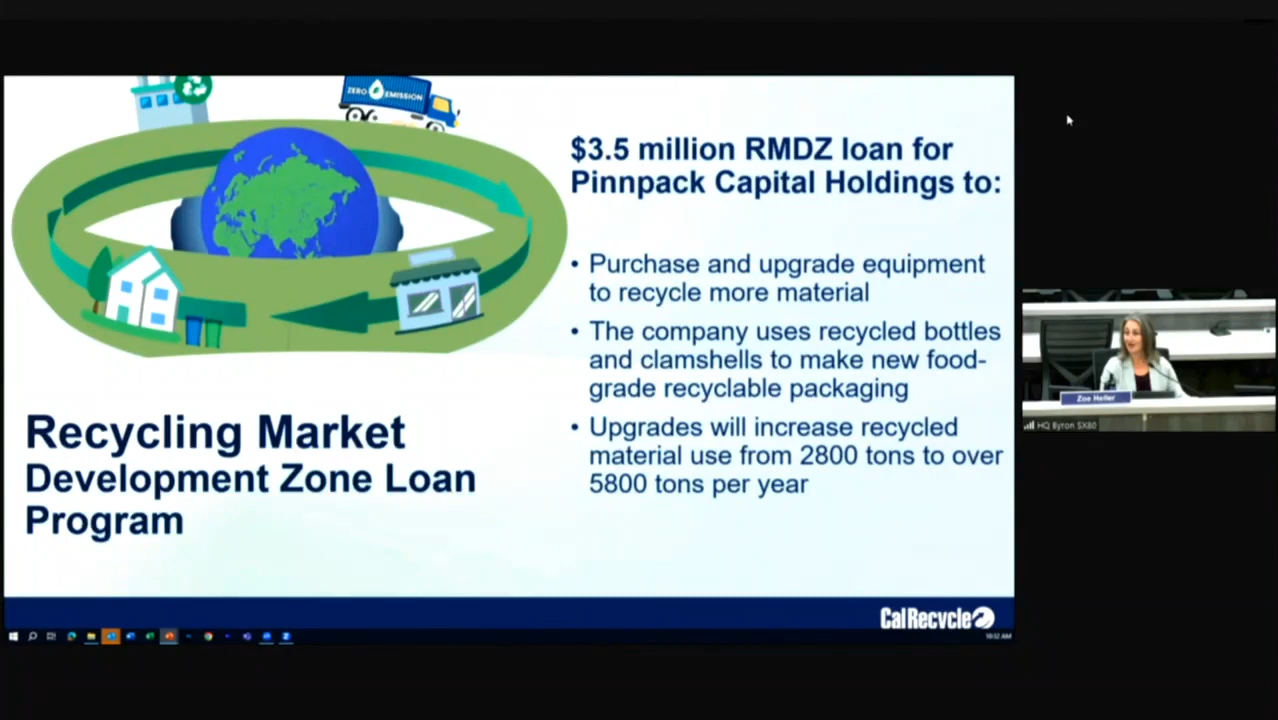 ZERO EMISSION
$3.5 million RMDZ loan for
Pinnpack Capital Holdings to:
• Purchase and upgrade equipment
to recycle more material
• The company uses recycled bottles
and clamshells to make new food-
grade recyclable packaging
• Upgrades will increase recycled
material use from 2800 tons to over
5800 tons per year
Recycling Market
Development Zone Loan
Program
CalRecycle
10:32 AM
Zoe Heller
HQ Byron SX80